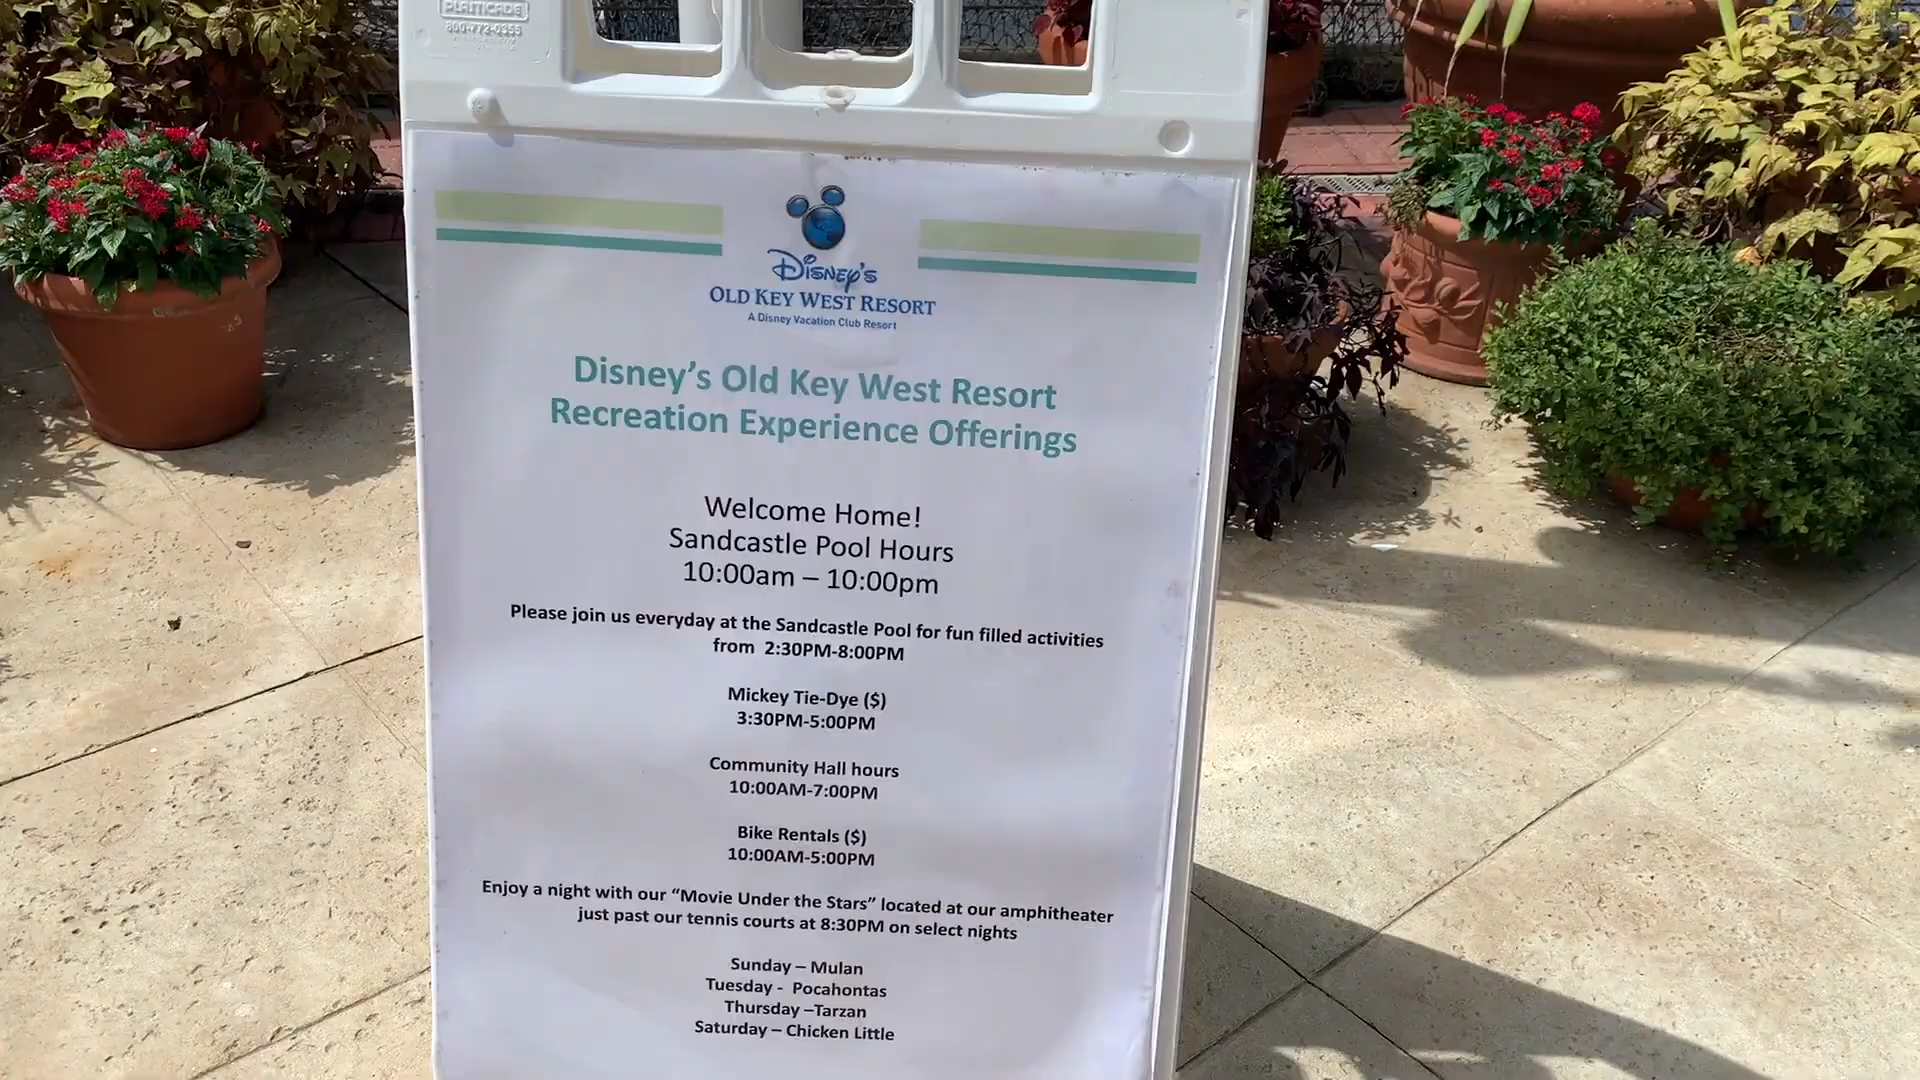 PLASTICADE
800-772-0355
Disney's
OLD KEY WEST RESORT
A Disney Vacation Club Resort
Disney's Old Key West Resort
Recreation Experience Offerings
Welcome Home!
Sandcastle Pool Hours
10:00am – 10:00pm
Please join us everyday at the Sandcastle Pool for fun filled activities
from 2:30PM-8:00PM
Mickey Tie-Dye ($)
3:30PM-5:00PM
Community Hall hours
10:00AM-7:00PM
Bike Rentals ($)
10:00AM-5:00PM
Enjoy a night with our “Movie Under the Stars” located at our amphitheater
just past our tennis courts at 8:30PM on select nights
Sunday – Mulan
Tuesday - Pocahontas
Thursday –Tarzan
Saturday – Chicken Little